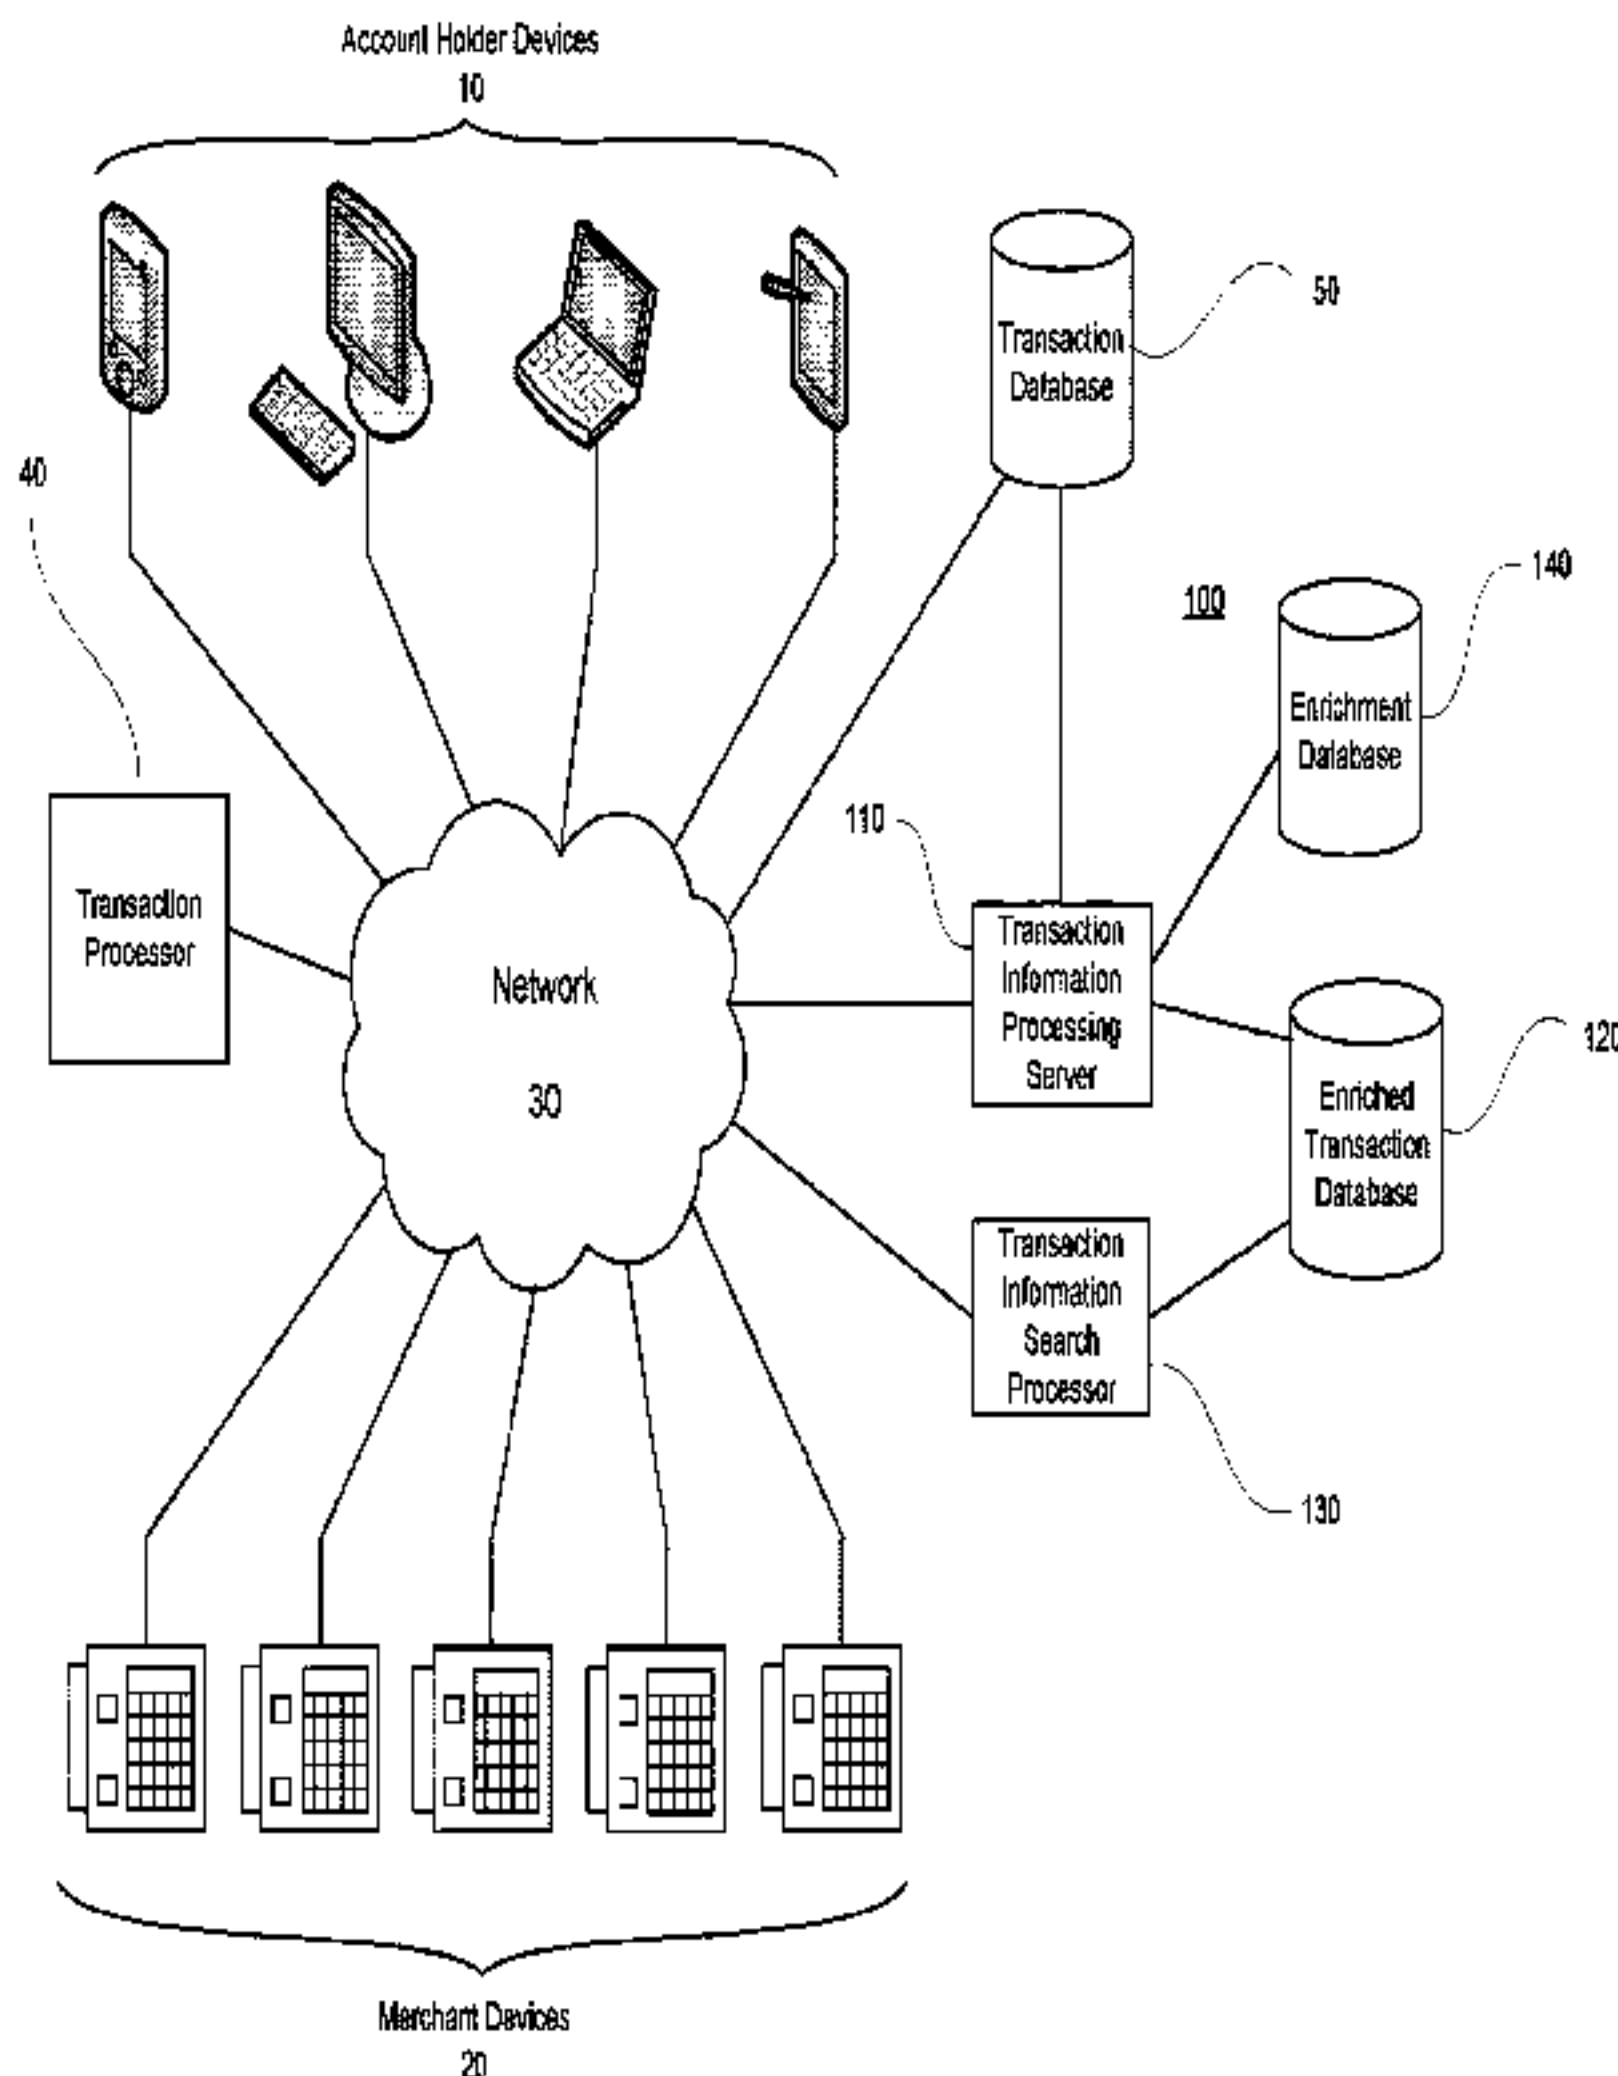 Account Holder Devices
10
50
Transaction
Database
40
140
100
Enrichment
Database
110
Transaction
Processor
Transaction
Information
Processing
Server
Network
30
120
Enriched
Transaction
Database
Transaction
Information
Search
Processor
130
Merchant Devices
20